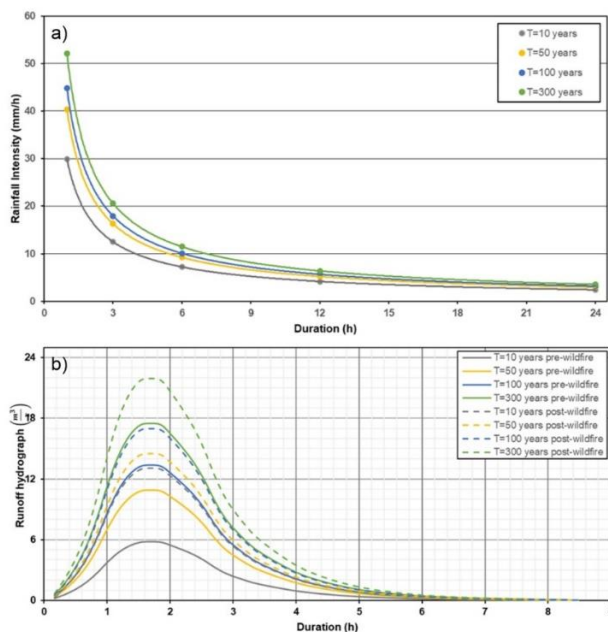 a)
T=10 years
T=50 years
T=100 years
T=300 years
Rainfall Intensity (mm/h)
60
50
40
30
20
10
0
0 3 6 9 12 15 18 21 24
Duration (h)
b)
T=10 years pre-wildfire
T=50 years pre-wildfire
T=100 years pre-wildfire
T=300 years pre-wildfire
T=10 years post-wildfire
T=50 years post-wildfire
T=100 years post-wildfire
T=300 years post-wildfire
Runoff hydrograph
24
18
12
6
0
0 1 2 3 4 5 6 7 8
Duration (h)